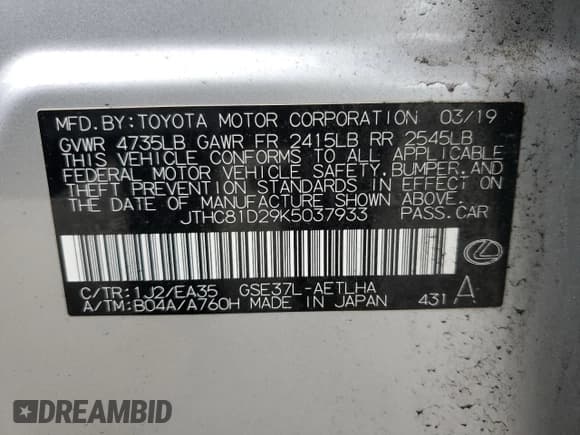 MFD.BY:TOYOTA MOTOR CORPORATION 03/19
GVWR 4735LB GAWR FR 2415LB RR 2545LB
THIS VEHICLE CONFORMS TO ALL APPLICABLE
FEDERAL MOTOR VEHICLE SAFETY,BUMPER,AND
THEFT PREVENTION STANDARDS IN EFFECT ON
THE DATE OF MANUFACTURE SHOWN ABOVE.
JTHC81D29K5037933 PASS.CAR
C/TR:1J2/EA35 GSE37L-AETLHA
A/TM:B04A/A760H MADE IN JAPAN 431 A
DREAMBID